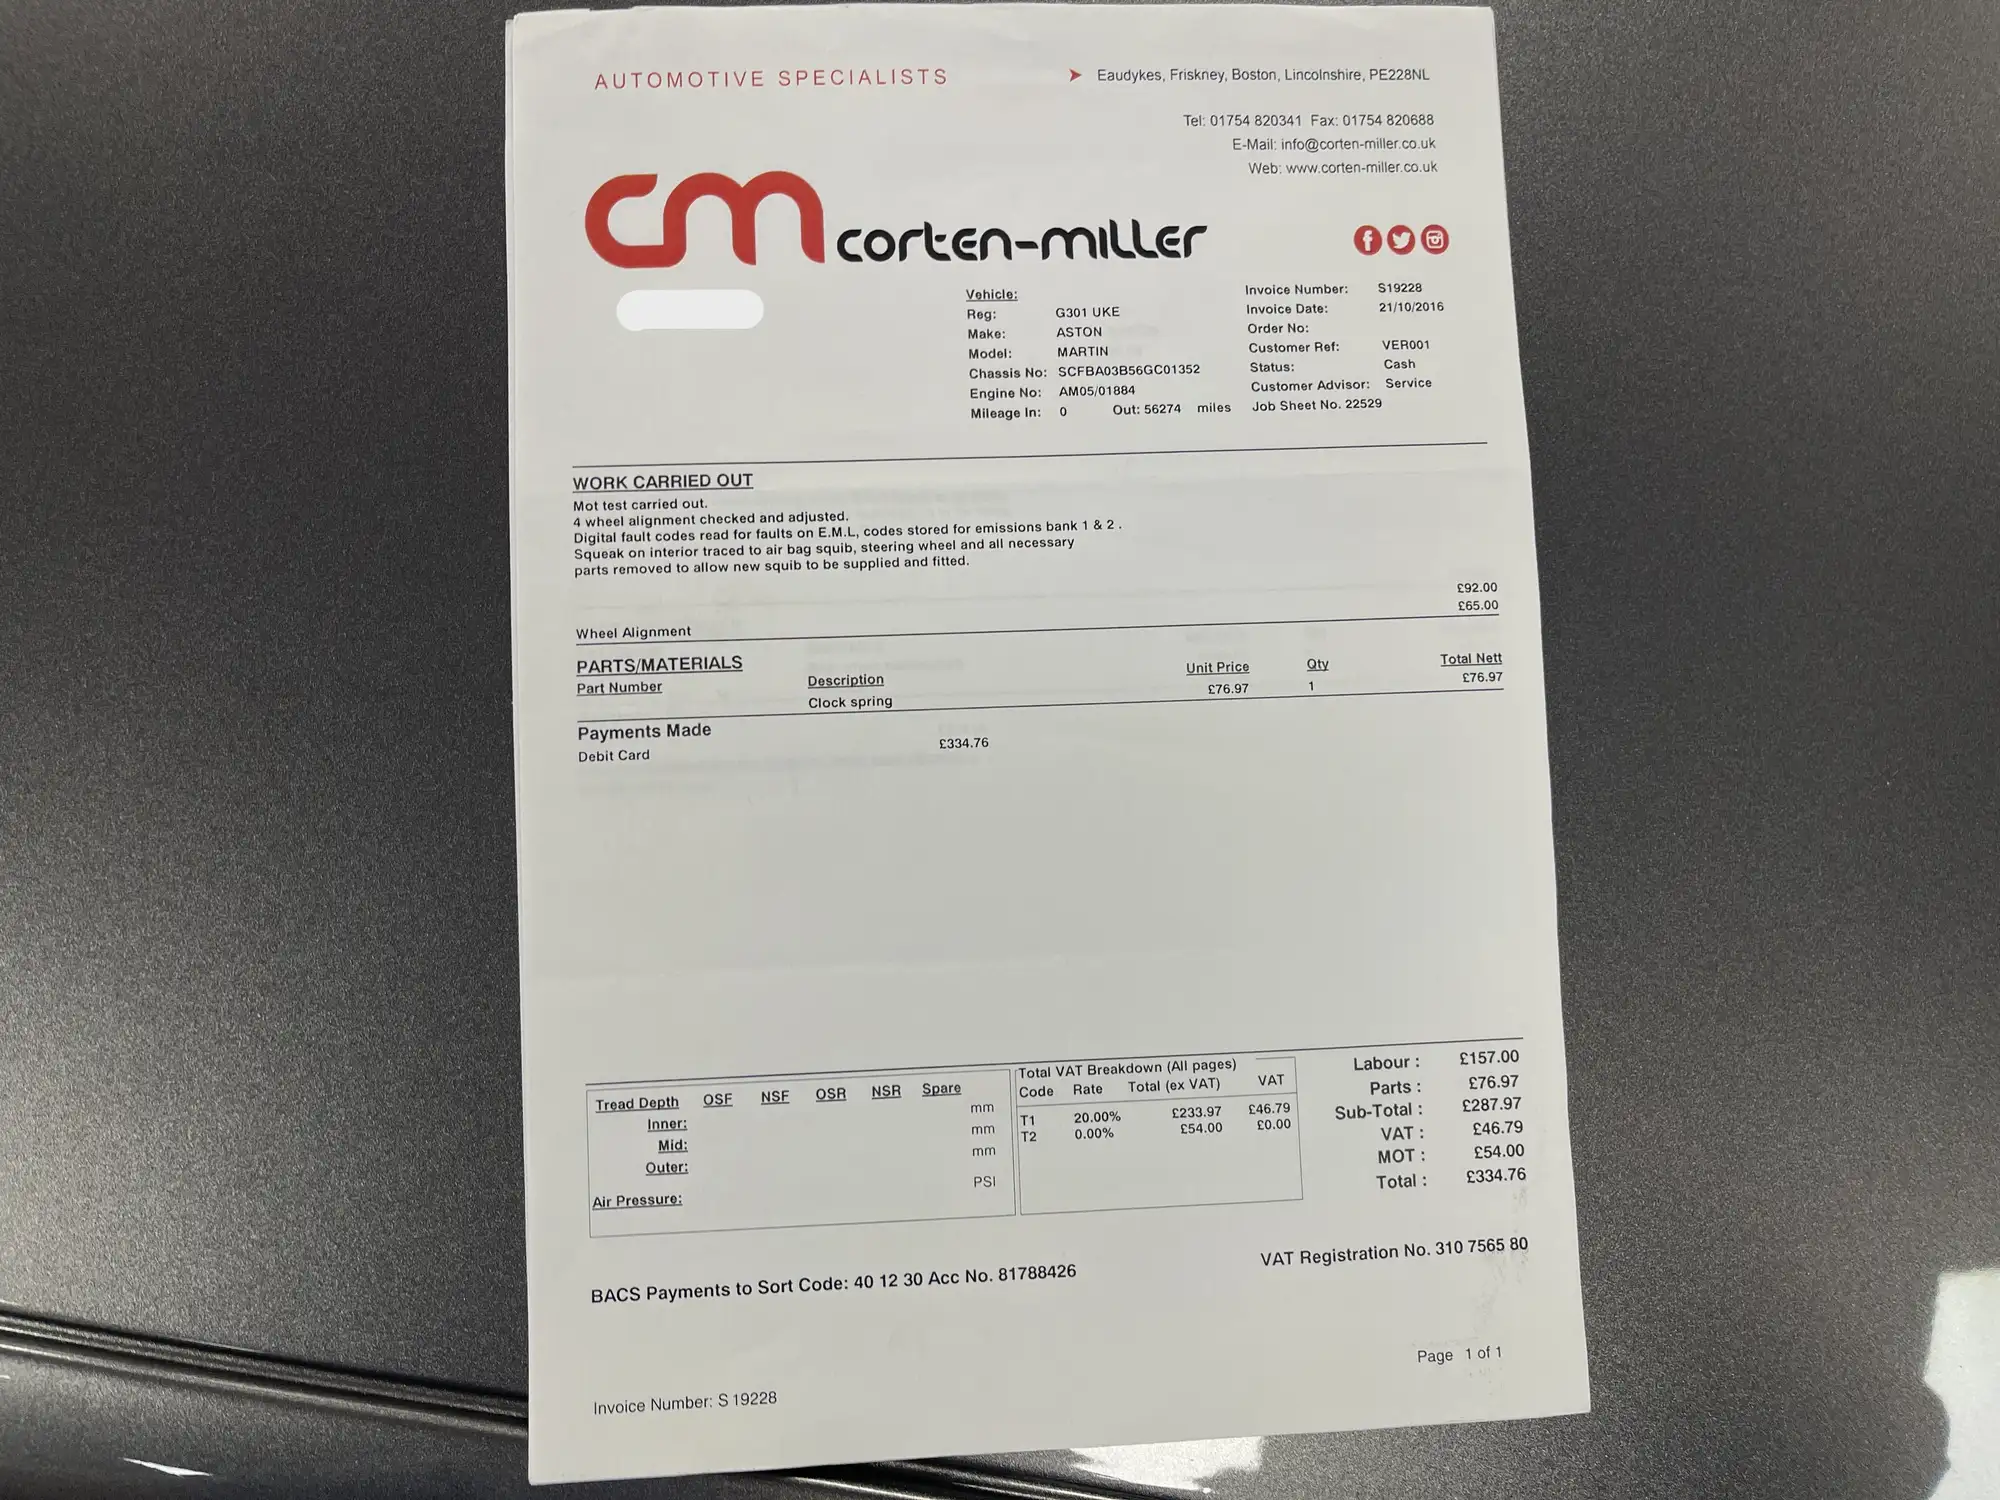 AUTOMOTIVE SPECIALISTS
Eaudykes, Friskney, Boston, Lincolnshire, PE228NL
Tel: 01754 820341 Fax: 01754 820688
E-Mail: info@corten-miller.co.uk
Web: www.corten-miller.co.uk
cm corten-miller
Vehicle:
Reg: G301 UKE
Make: ASTON
Model: MARTIN
Chassis No: SCFBA03B56GC01352
Engine No: AM05/01884
Mileage In: 0 Out: 56274 miles
Invoice Number: S19228
Invoice Date: 21/10/2016
Order No:
Customer Ref: VER001
Status: Cash
Customer Advisor: Service
Job Sheet No. 22529
WORK CARRIED OUT
Mot test carried out.
4 wheel alignment checked and adjusted.
Digital fault codes read for faults on E.M.L, codes stored for emissions bank 1 & 2 .
Squeak on interior traced to air bag squib, steering wheel and all necessary
parts removed to allow new squib to be supplied and fitted.
£92.00
Wheel Alignment £65.00
PARTS/MATERIALS
Part Number Description Unit Price Qty Total Nett
Clock spring £76.97 1 £76.97
Payments Made
Debit Card £334.76
Tread Depth OSF NSF OSR NSR Spare
Inner: mm
Mid: mm
Outer: mm
Air Pressure: PSI
Total VAT Breakdown (All pages)
Code Rate Total (ex VAT) VAT
T1 20.00% £233.97 £46.79
T2 0.00% £54.00 £0.00
Labour : £157.00
Parts : £76.97
Sub-Total : £287.97
VAT : £46.79
MOT : £54.00
Total : £334.76
BACS Payments to Sort Code: 40 12 30 Acc No. 81788426
VAT Registration No. 310 7565 80
Page 1 of 1
Invoice Number: S 19228